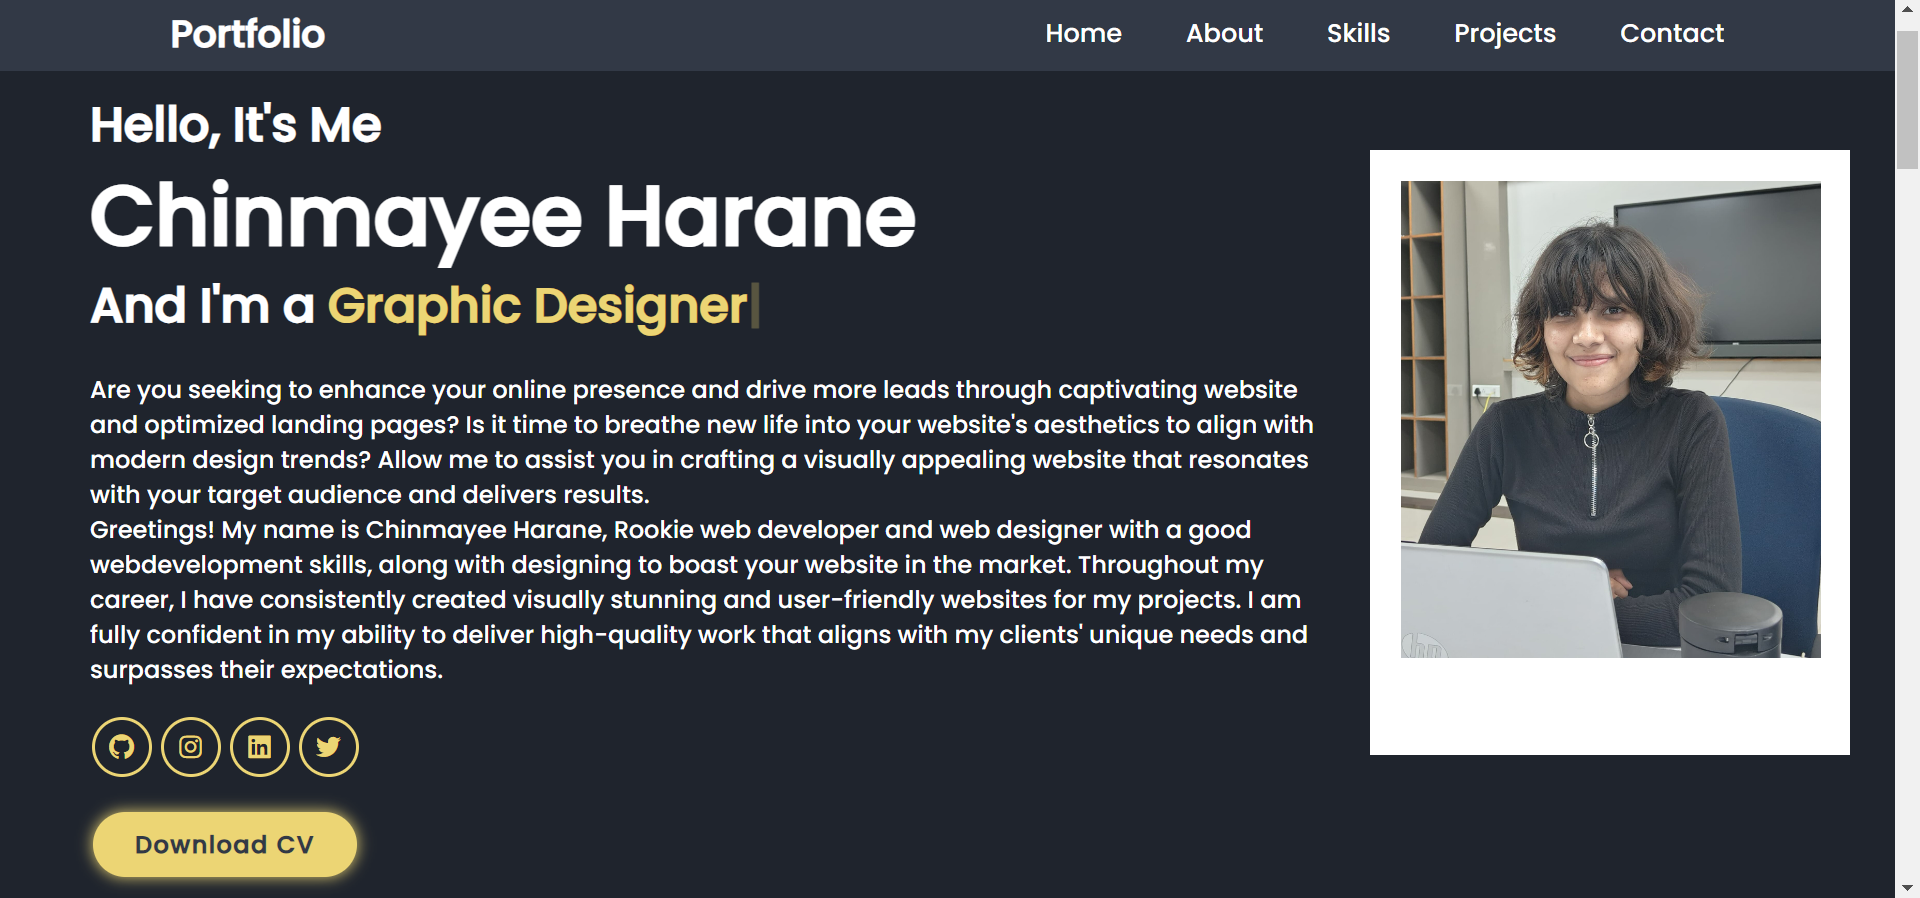 Portfolio
Home About Skills Projects Contact
Hello, It's Me
Chinmayee Harane
And I'm a Graphic Designer
Are you seeking to enhance your online presence and drive more leads through captivating website
and optimized landing pages? Is it time to breathe new life into your website's aesthetics to align with
modern design trends? Allow me to assist you in crafting a visually appealing website that resonates
with your target audience and delivers results.
Greetings! My name is Chinmayee Harane, Rookie web developer and web designer with a good
webdevelopment skills, along with designing to boast your website in the market. Throughout my
career, I have consistently created visually stunning and user-friendly websites for my projects. I am
fully confident in my ability to deliver high-quality work that aligns with my clients' unique needs and
surpasses their expectations.
in
Download CV
hp